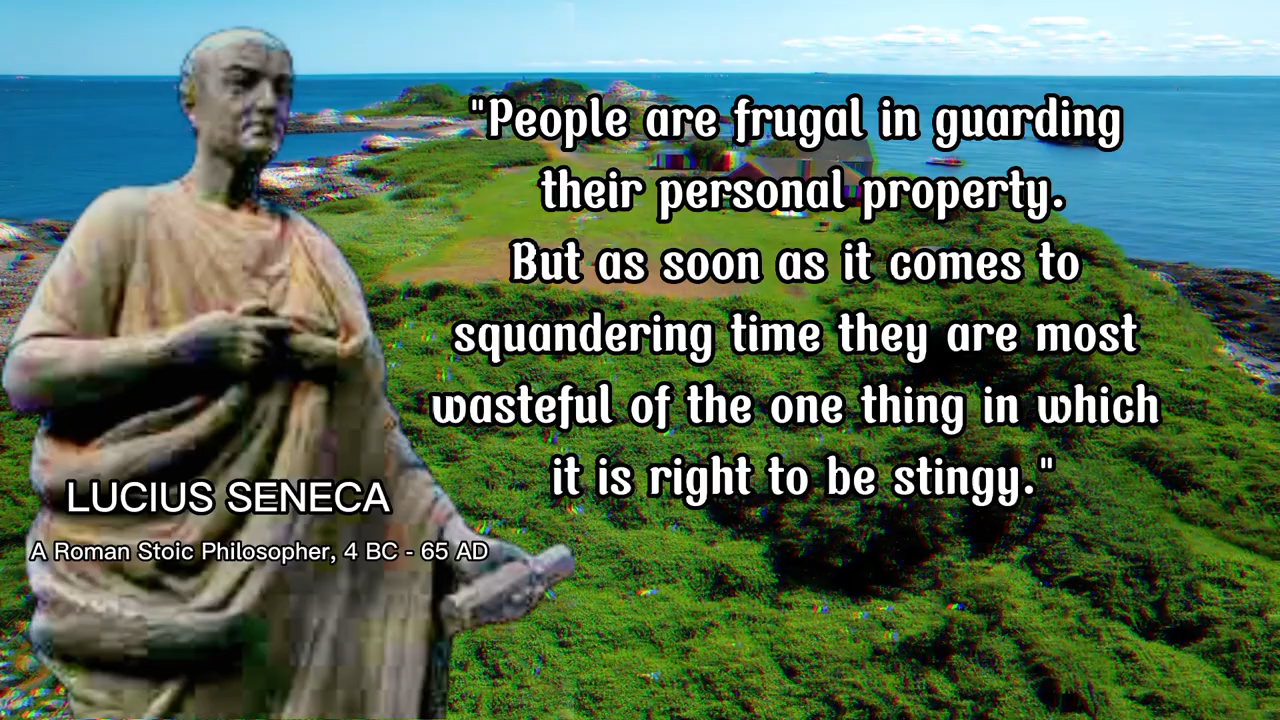 "People are frugal in guarding
their personal property.
But as soon as it comes to
squandering time they are most
wasteful of the one thing in which
it is right to be stingy."
LUCIUS SENECA
A Roman Stoic Philosopher, 4 BC - 65 AD